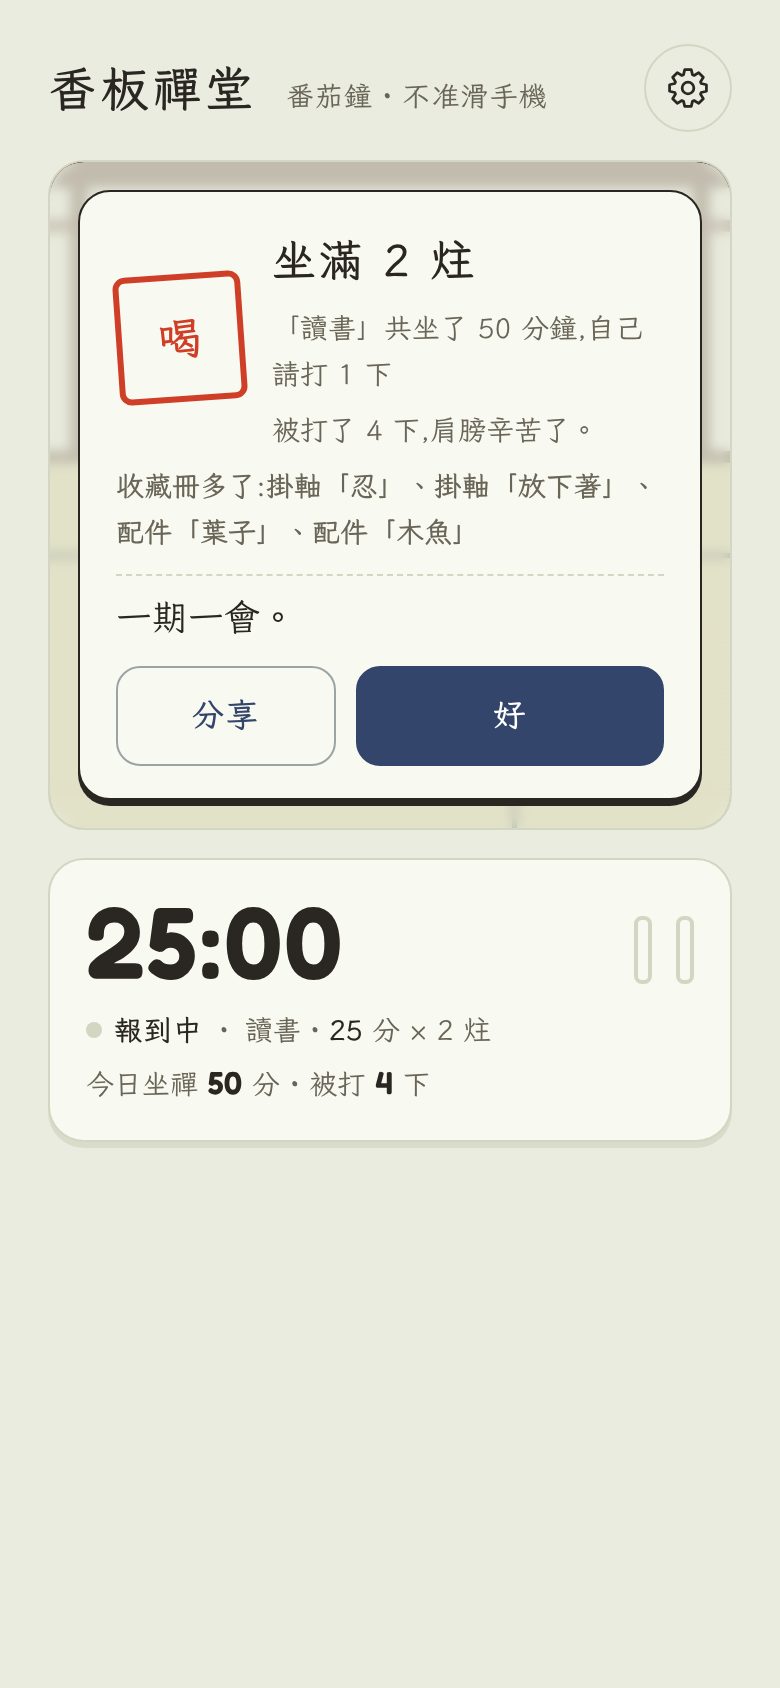 香板禪堂 番茄鐘・不准滑手機
坐滿 2 炷
喝
「讀書」共坐了 50 分鐘,自己
請打 1 下
被打了 4 下,肩膀辛苦了。
收藏冊多了:掛軸「忍」、掛軸「放下著」、
配件「葉子」、配件「木魚」
一期一會。
分享 好
25:00
報到中 ・ 讀書・25 分 × 2 炷
今日坐禪 50 分・被打 4 下